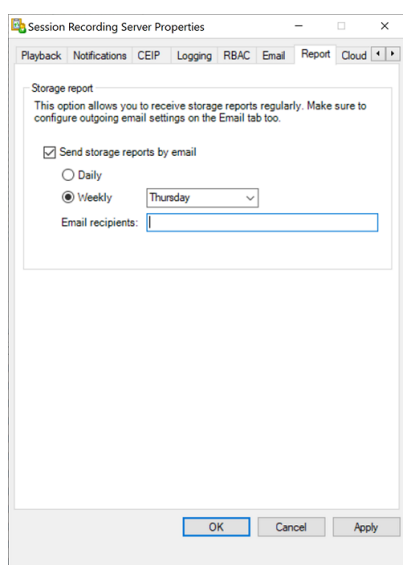 Session Recording Server Properties
Playback Notifications CEIP Logging RBAC Email Report Cloud
Storage report
This option allows you to receive storage reports regularly. Make sure to
configure outgoing email settings on the Email tab too.
Send storage reports by email
Daily
Weekly Thursday
Email recipients:
OK Cancel Apply